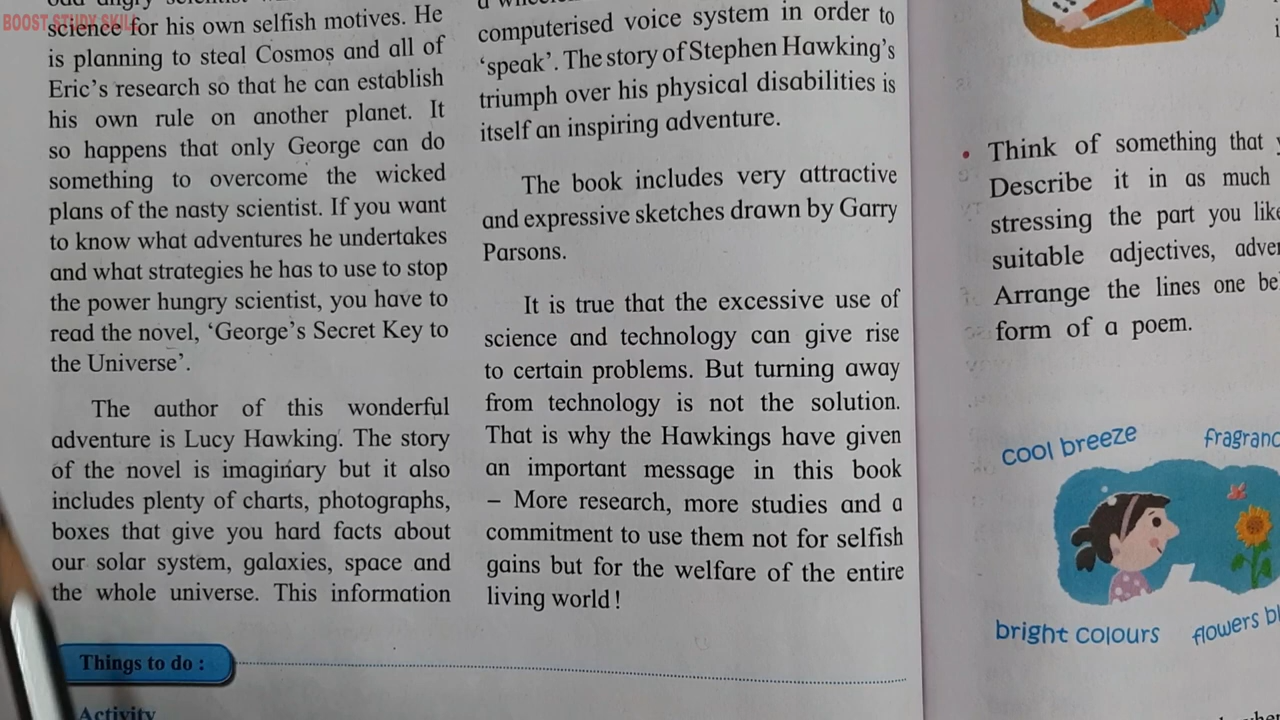 BOOST STUDY SKILL
science for his own selfish motives. He
is planning to steal Cosmos and all of
Eric's research so that he can establish
his own rule on another planet. It
so happens that only George can do
something to overcome the wicked
plans of the nasty scientist. If you want
to know what adventures he undertakes
and what strategies he has to use to stop
the power hungry scientist, you have to
read the novel, 'George's Secret Key to
the Universe'.
The author of this wonderful
adventure is Lucy Hawking. The story
of the novel is imaginary but it also
includes plenty of charts, photographs,
boxes that give you hard facts about
our solar system, galaxies, space and
the whole universe. This information
computerised voice system in order to
'speak'. The story of Stephen Hawking's
triumph over his physical disabilities is
itself an inspiring adventure.
The book includes very attractive
and expressive sketches drawn by Garry
Parsons.
It is true that the excessive use of
science and technology can give rise
to certain problems. But turning away
from technology is not the solution.
That is why the Hawkings have given
an important message in this book
– More research, more studies and a
commitment to use them not for selfish
gains but for the welfare of the entire
living world!
Things to do :
Activity
• Think of something that
Describe it in as much
stressing the part you
suitable adjectives,
Arrange the lines one
form of a poem.
cool breeze
bright colours
flowers